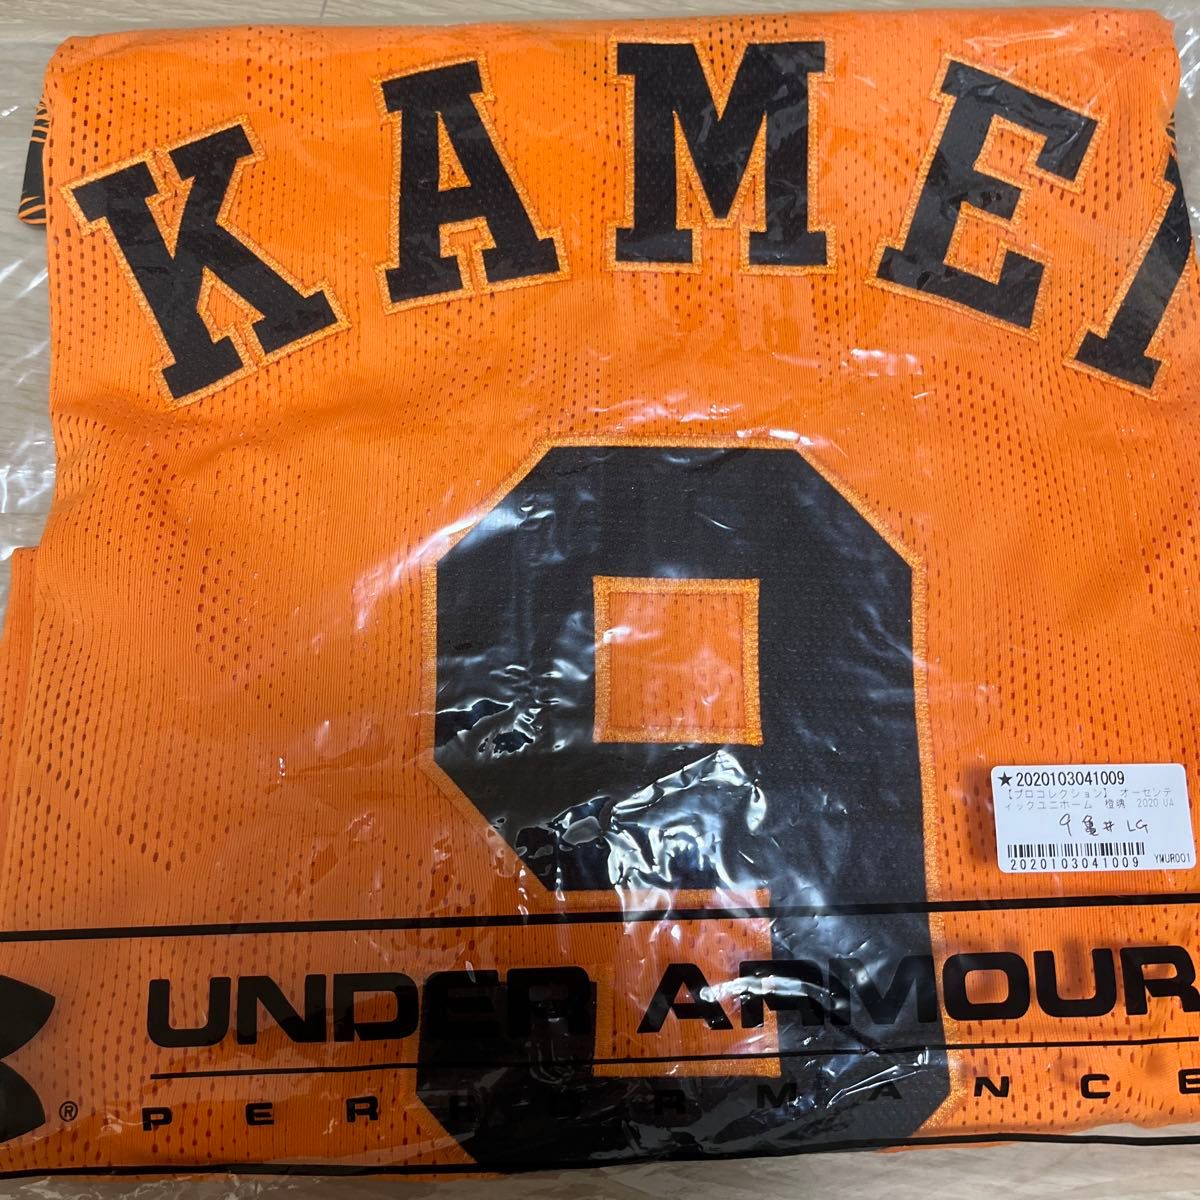 KAMEI
9
★2020103041009
【プロコレクション】 オーセンテ
ィックユニホーム 橙魂 2020 UA
9 亀井 LG
2020103041009 YMUR001
UNDER ARMOUR
® PERFORMANCE